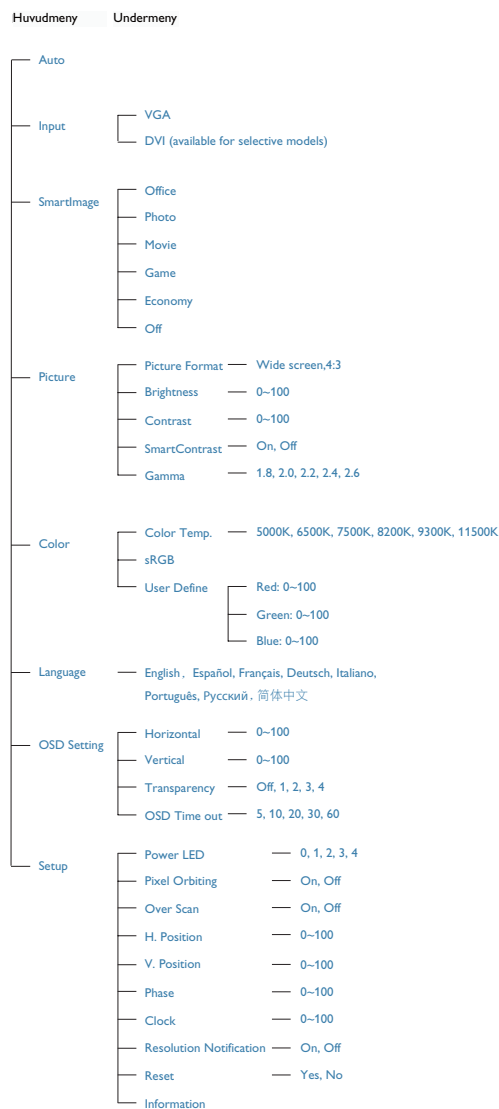 Huvudmeny Undermeny
Auto
Input
VGA
DVI (available for selective models)
SmartImage
Office
Photo
Movie
Game
Economy
Off
Picture
Picture Format Wide screen,4:3
Brightness 0~100
Contrast 0~100
SmartContrast On, Off
Gamma 1.8, 2.0, 2.2, 2.4, 2.6
Color
Color Temp. 5000K, 6500K, 7500K, 8200K, 9300K, 11500K
sRGB
User Define Red: 0~100
Green: 0~100
Blue: 0~100
Language English, Español, Français, Deutsch, Italiano,
Português, Русский, 简体中文
OSD Setting
Horizontal 0~100
Vertical 0~100
Transparency Off, 1, 2, 3, 4
OSD Time out 5, 10, 20, 30, 60
Setup
Power LED 0, 1, 2, 3, 4
Pixel Orbiting On, Off
Over Scan On, Off
H. Position 0~100
V. Position 0~100
Phase 0~100
Clock 0~100
Resolution Notification On, Off
Reset Yes, No
Information